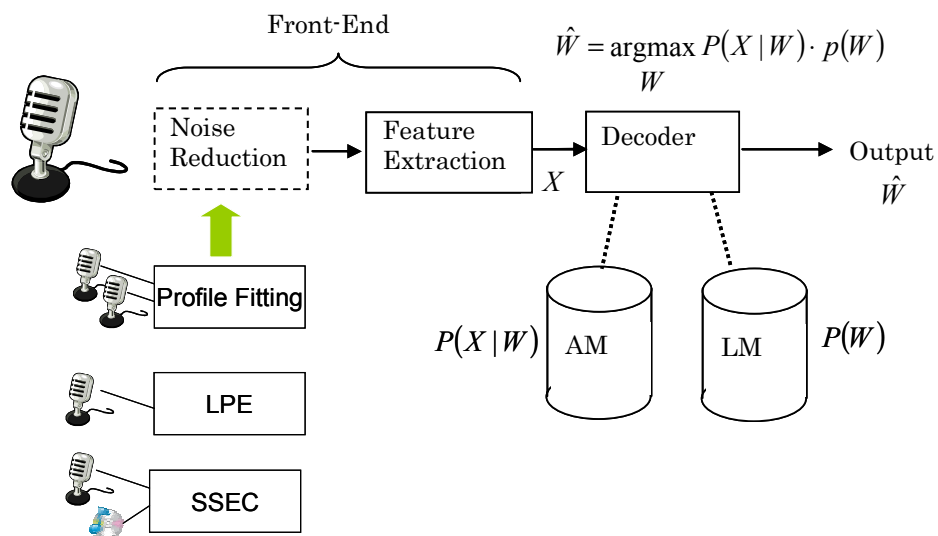 Front-End
Ŵ = argmax P(X | W) · p(W)
W
Noise
Reduction
Feature
Extraction
X
Decoder
Output
Ŵ
Profile Fitting
P(X | W)
AM
LM
P(W)
LPE
SSEC